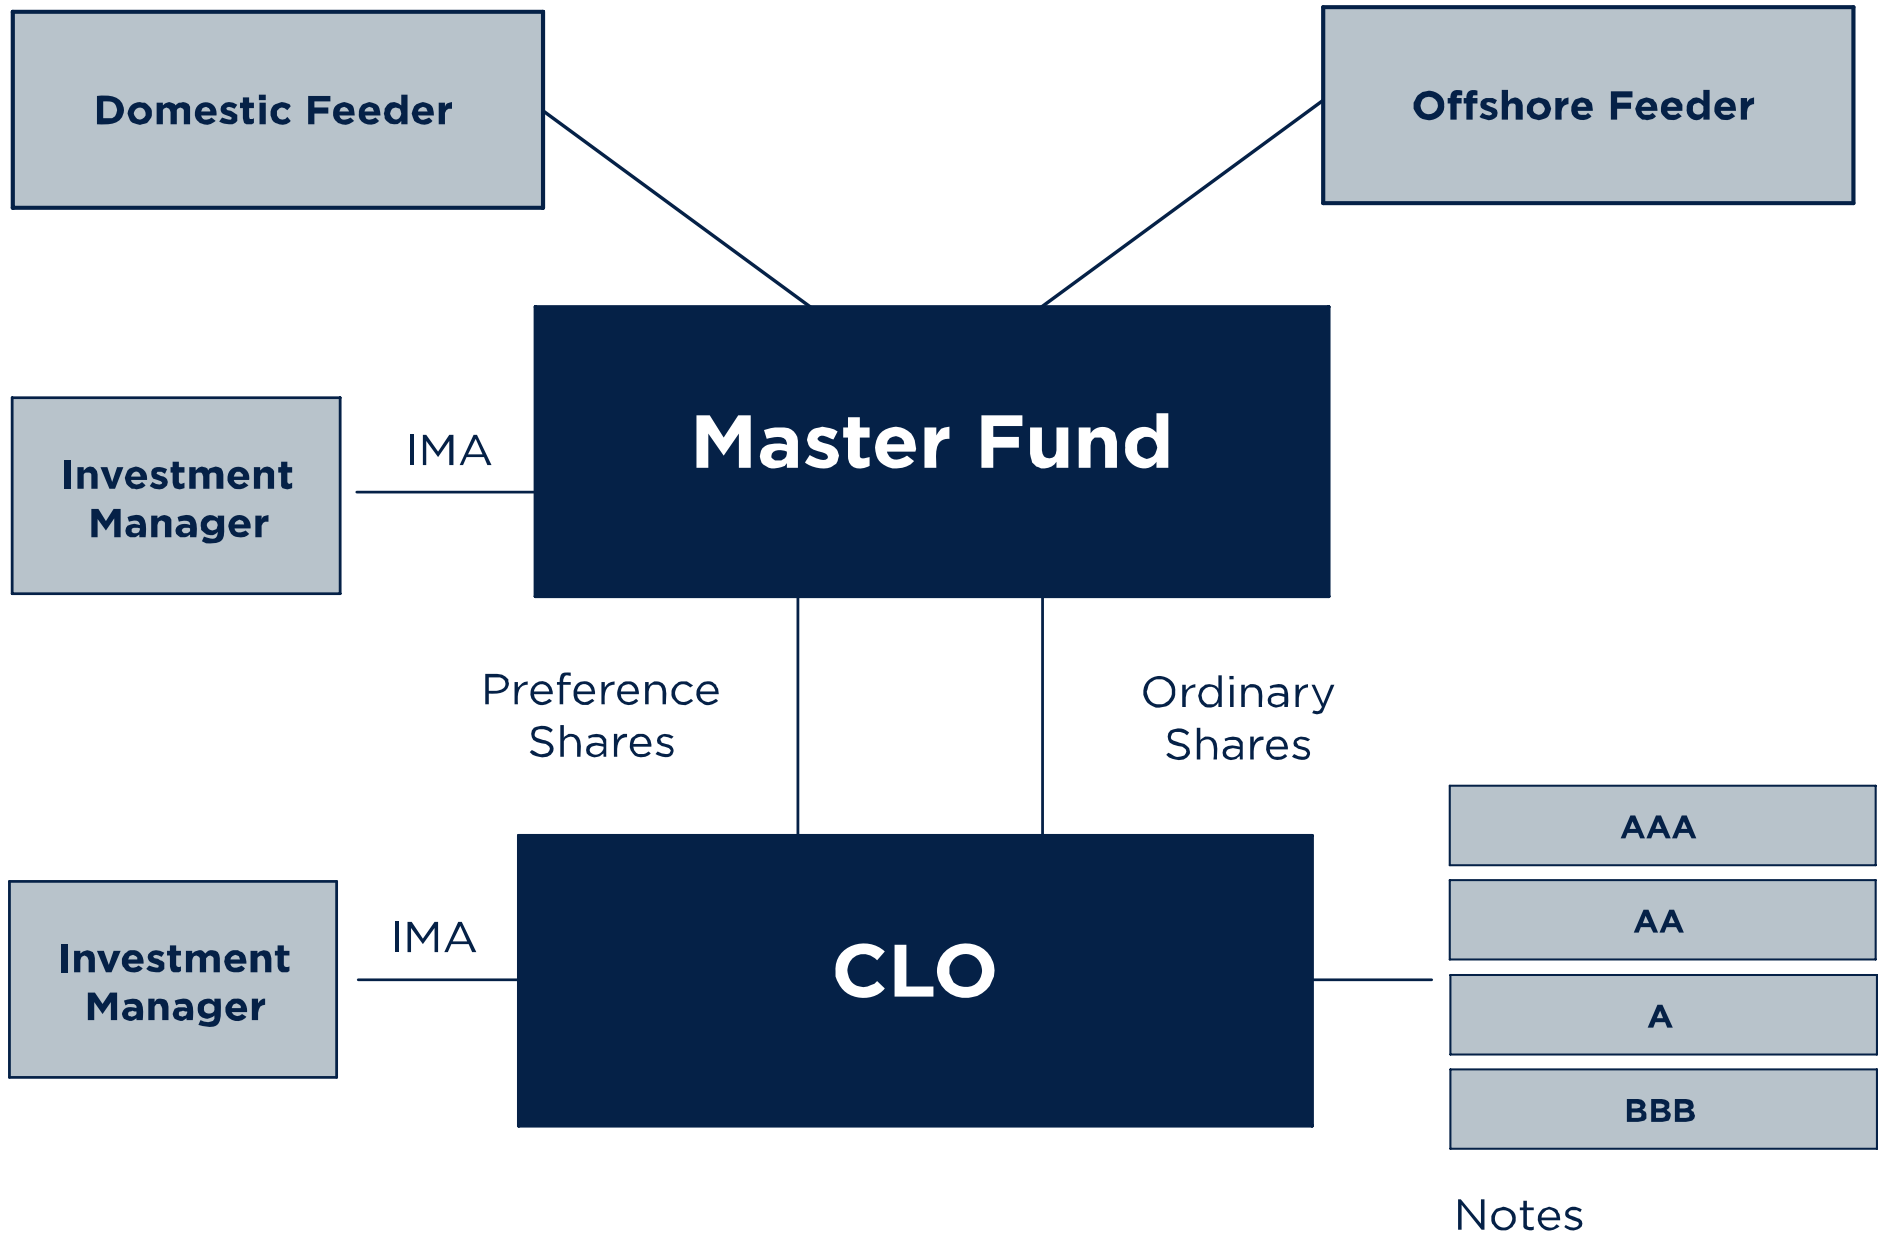 Domestic Feeder
Offshore Feeder
Investment
Manager
IMA
Master Fund
Preference
Shares
Ordinary
Shares
Investment
Manager
IMA
CLO
AAA
AA
A
BBB
Notes